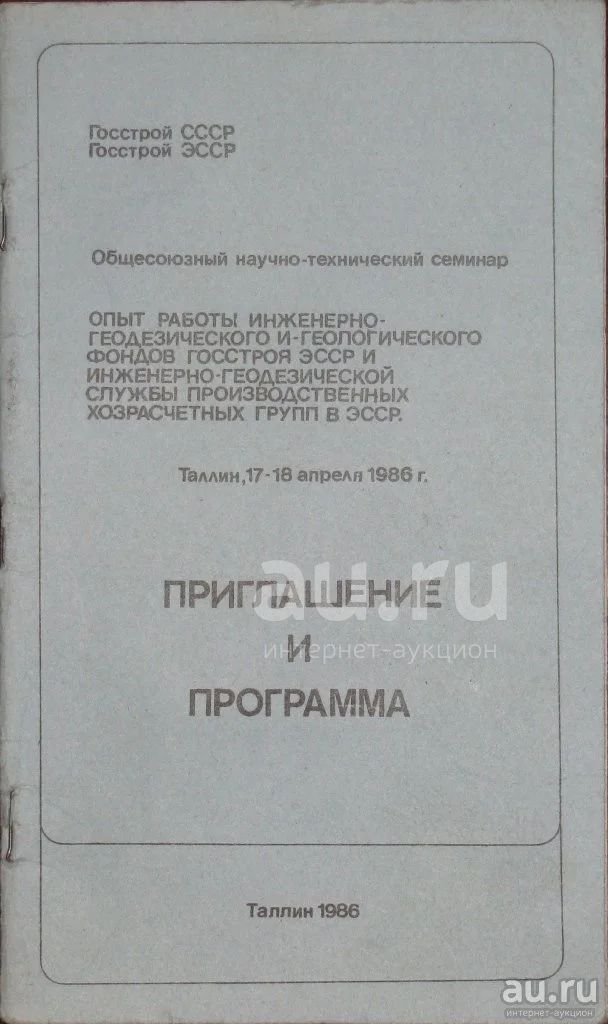 Госстрой СССР
Госстрой ЭССР
Общесоюзный научно-технический семинар
ОПЫТ РАБОТЫ ИНЖЕНЕРНО-
ГЕОДЕЗИЧЕСКОГО И-ГЕОЛОГИЧЕСКОГО
ФОНДОВ ГОССТРОЯ ЭССР И
ИНЖЕНЕРНО-ГЕОДЕЗИЧЕСКОЙ
СЛУЖБЫ ПРОИЗВОДСТВЕННЫХ
ХОЗРАСЧЕТНЫХ ГРУПП В ЭССР.
Таллин, 17-18 апреля 1986 г.
ПРИГЛАШЕНИЕ
И
ПРОГРАММА
au.ru
интернет-аукцион
Таллин 1986
au.ru
интернет-аукцион